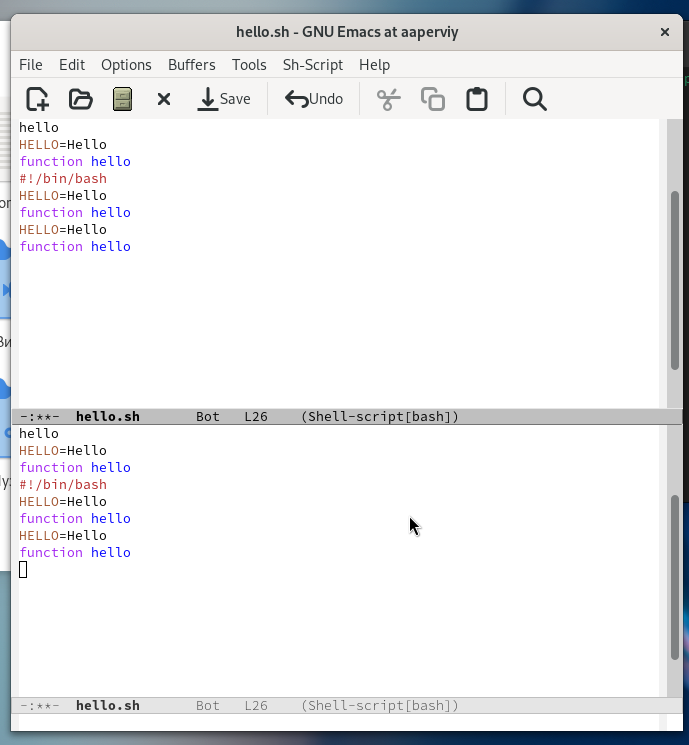 hello.sh - GNU Emacs at aaperviy
File Edit Options Buffers Tools Sh-Script Help
Save Undo
hello
HELLO=Hello
function hello
#!/bin/bash
HELLO=Hello
function hello
HELLO=Hello
function hello
-:**- hello.sh Bot L26 (Shell-script[bash])
hello
HELLO=Hello
function hello
#!/bin/bash
HELLO=Hello
function hello
HELLO=Hello
function hello
-:**- hello.sh Bot L26 (Shell-script[bash])